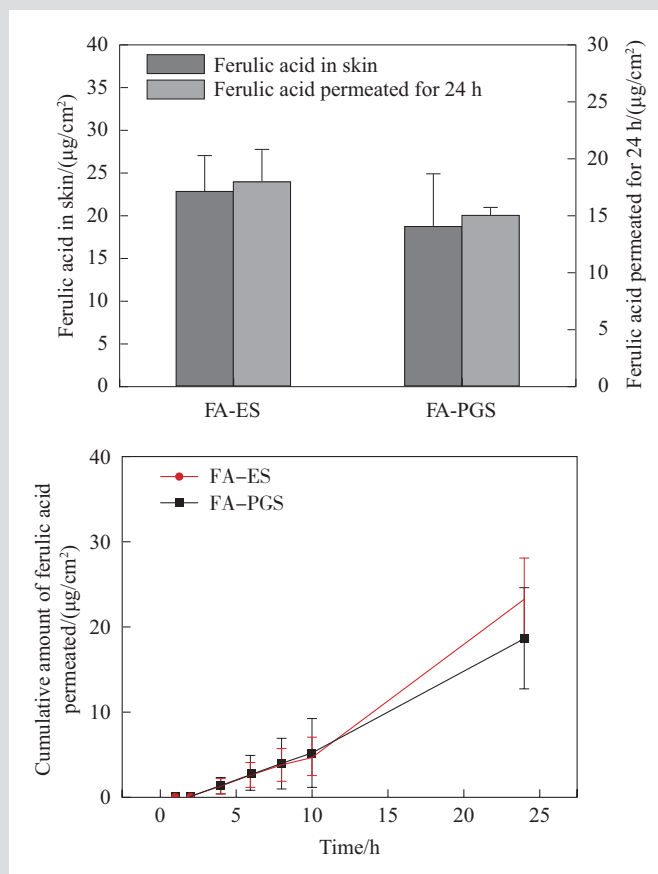 40
35
30
25
20
15
10
5
0
Ferulic acid in skin/(μg/cm²)
Ferulic acid in skin
Ferulic acid permeated for 24 h
30
25
20
15
10
5
0
Ferulic acid permeated for 24 h/(μg/cm²)
FA-ES
FA-PGS
40
30
20
10
0
Cumulative amount of ferulic acid
permeated/(μg/cm²)
FA–ES
FA–PGS
0
5
10
15
20
25
Time/h